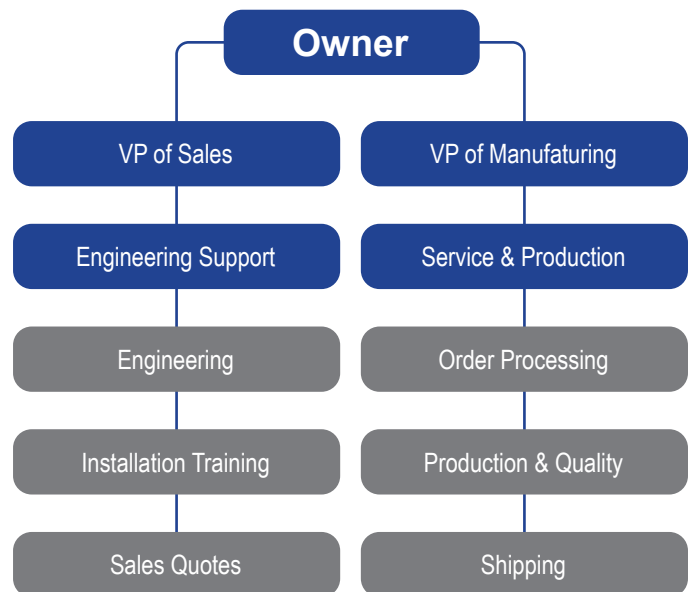 Owner
VP of Sales
VP of Manufaturing
Engineering Support
Service & Production
Engineering
Order Processing
Installation Training
Production & Quality
Sales Quotes
Shipping